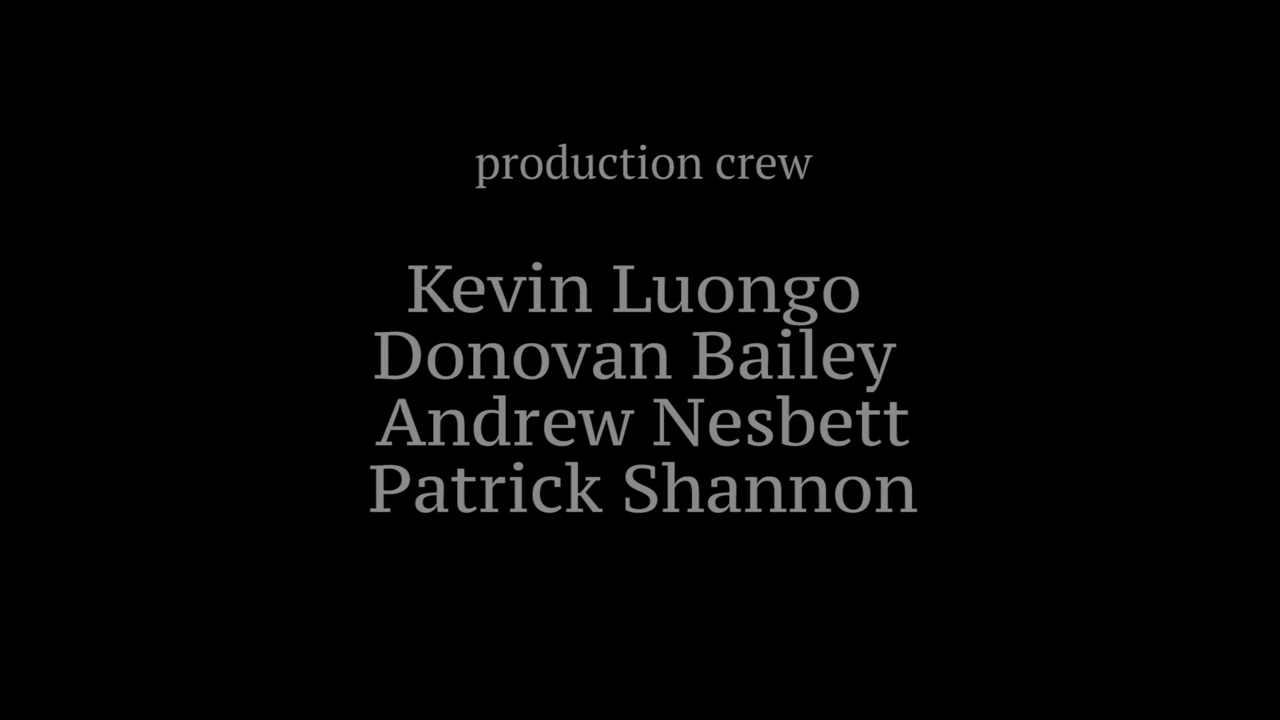 production crew
Kevin Luongo
Donovan Bailey
Andrew Nesbett
Patrick Shannon